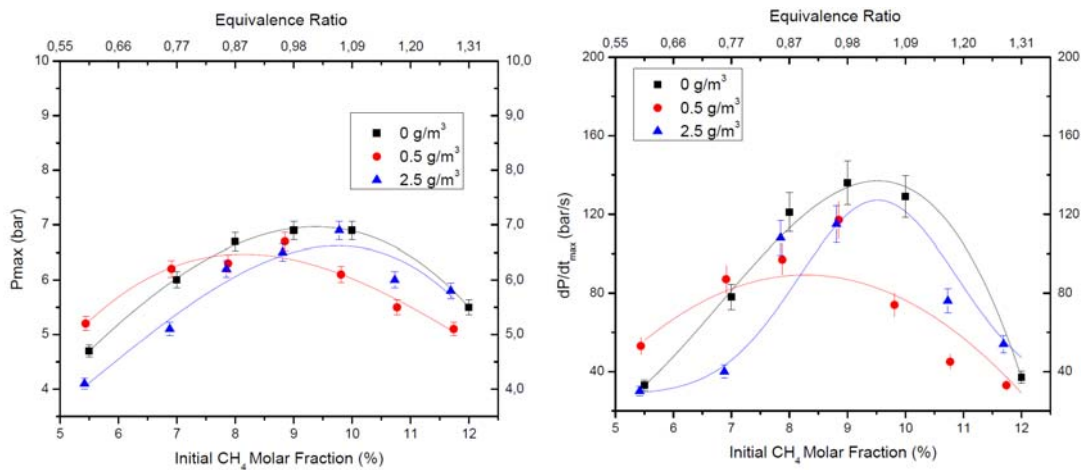 Equivalence Ratio
0,55 0,66 0,77 0,87 0,98 1,09 1,20 1,31
10 10,0
9 9,0
8 8,0
7 7,0
6 6,0
5 5,0
4 4,0
Pmax (bar)
0 g/m³
0.5 g/m³
2.5 g/m³
5 6 7 8 9 10 11 12
Initial CH₄ Molar Fraction (%)
Equivalence Ratio
0,55 0,66 0,77 0,87 0,98 1,09 1,20 1,31
200 200
160 160
120 120
80 80
40 40
dP/dtmax (bar/s)
0 g/m³
0.5 g/m³
2.5 g/m³
5 6 7 8 9 10 11 12
Initial CH₄ Molar Fraction (%)